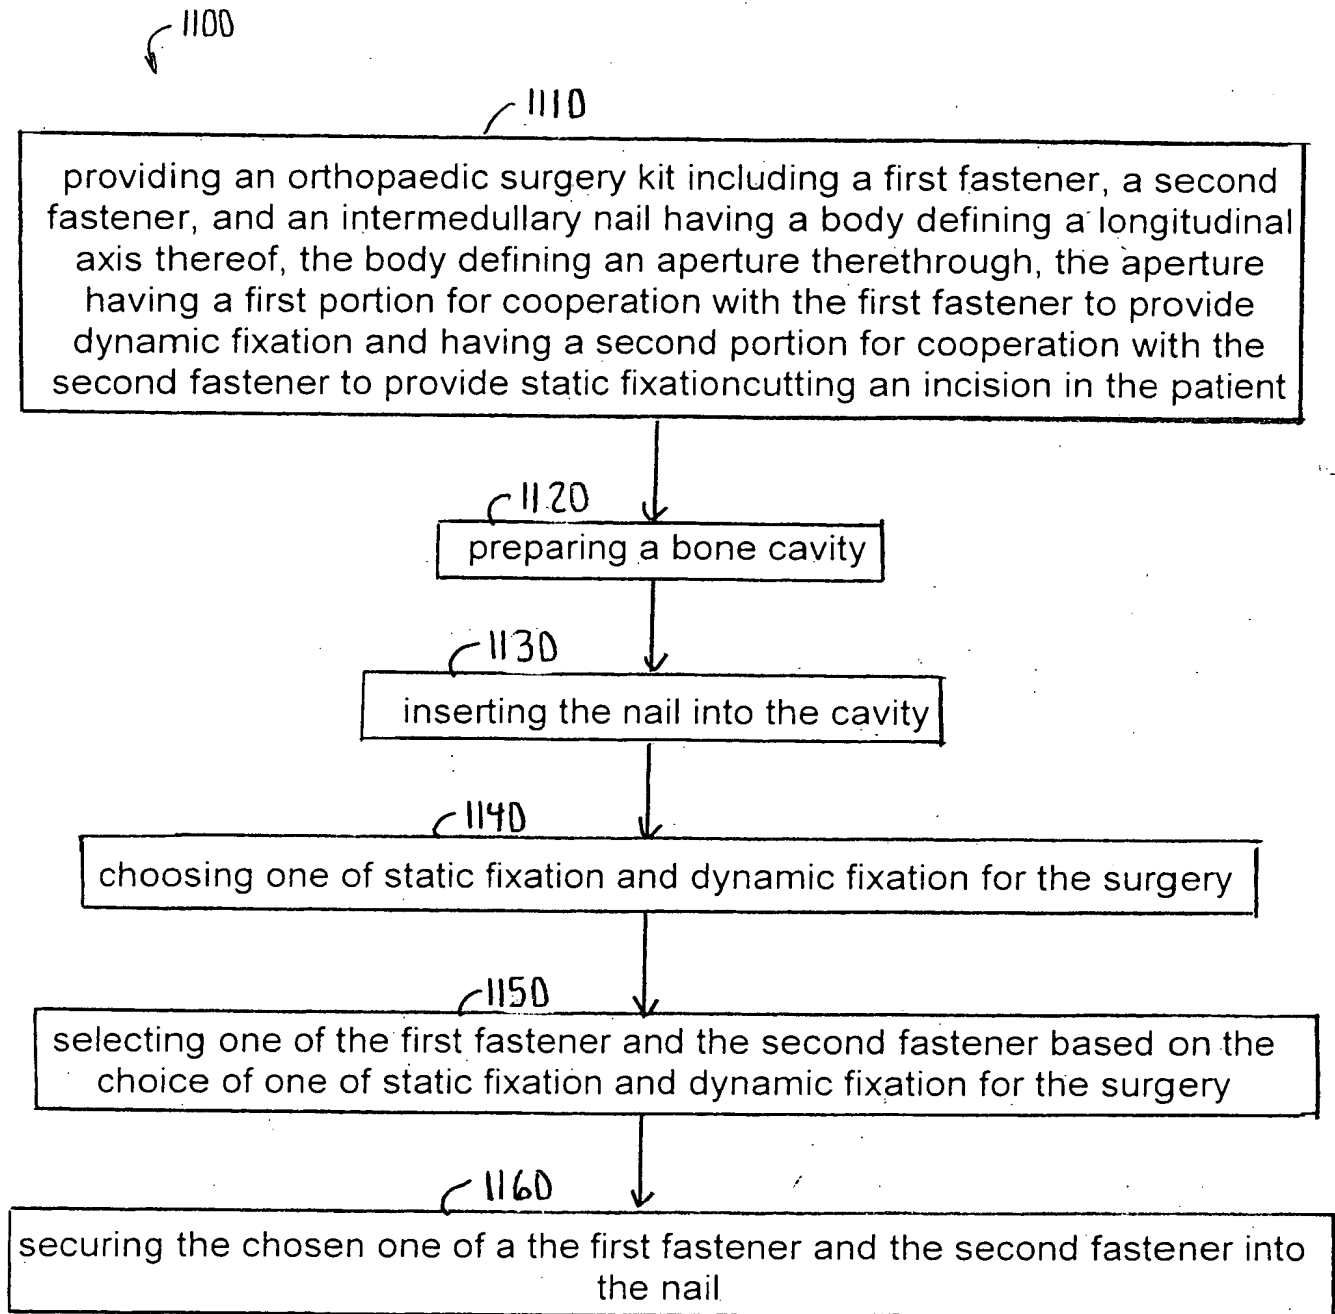 1100
1110
providing an orthopaedic surgery kit including a first fastener, a second
fastener, and an intermedullary nail having a body defining a longitudinal
axis thereof, the body defining an aperture therethrough, the aperture
having a first portion for cooperation with the first fastener to provide
dynamic fixation and having a second portion for cooperation with the
second fastener to provide static fixationcutting an incision in the patient
1120
preparing a bone cavity
1130
inserting the nail into the cavity
1140
choosing one of static fixation and dynamic fixation for the surgery
1150
selecting one of the first fastener and the second fastener based on the
choice of one of static fixation and dynamic fixation for the surgery
1160
securing the chosen one of a the first fastener and the second fastener into
the nail